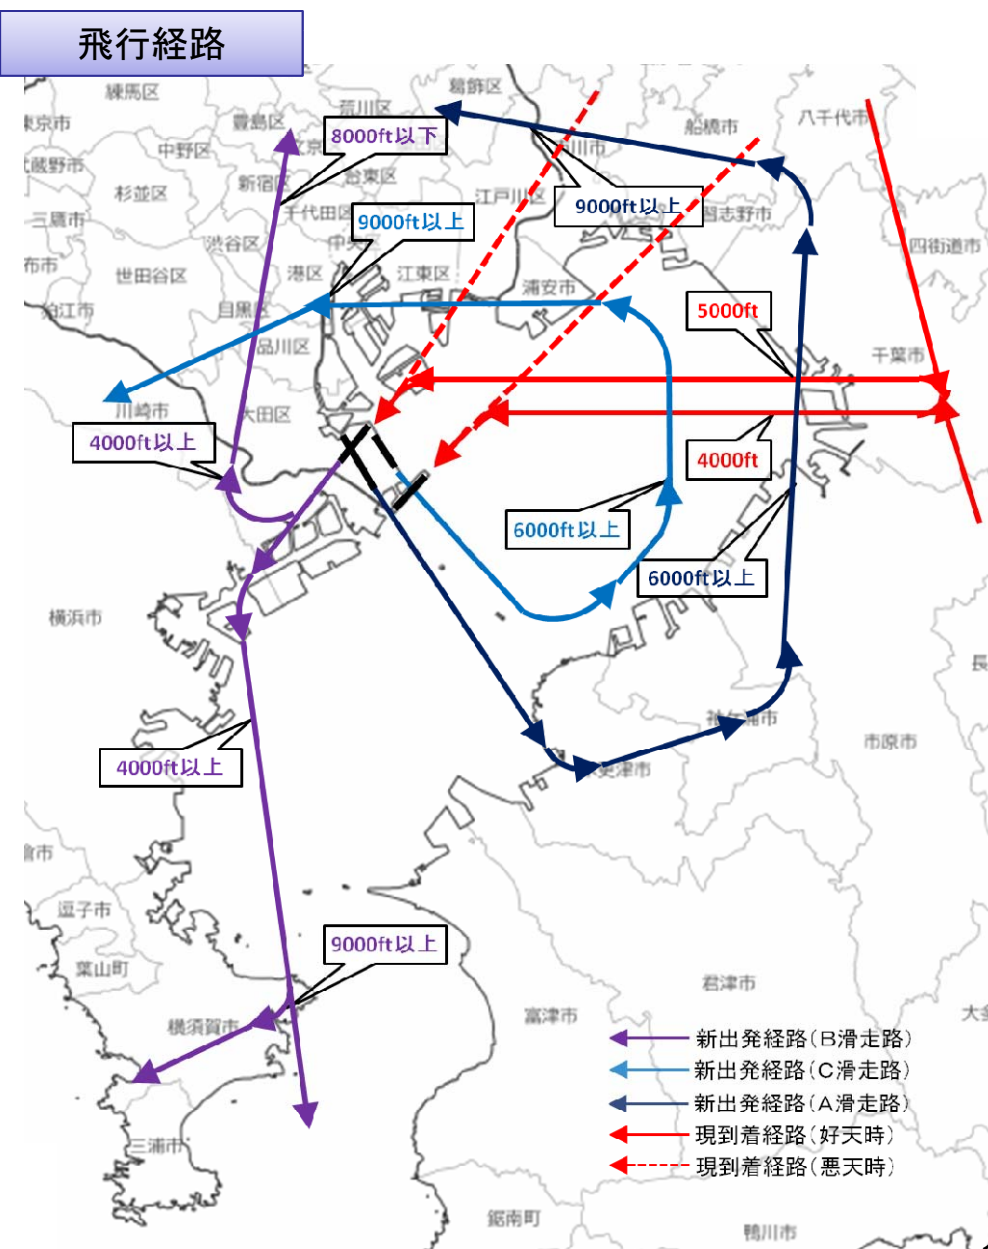 飛行経路
練馬区
葛飾区
荒川区
豊島区
船橋市
八千代市
8000ft以下
中野区
台東区
新宿区
杉並区
江戸川区
千代田区
9000ft以上
9000ft以上
習志野市
三鷹市
渋谷区
四街道市
世田谷区
港区
江東区
浦安市
狛江市
目黒区
5000ft
品川区
千葉市
川崎市
大田区
4000ft以上
4000ft
6000ft以上
6000ft以上
横浜市
袖ケ浦市
市原市
4000ft以上
木更津市
逗子市
9000ft以上
葉山町
君津市
富津市
横須賀市
新出発経路(B滑走路)
新出発経路(C滑走路)
新出発経路(A滑走路)
現到着経路(好天時)
三浦市
現到着経路(悪天時)
鋸南町
鴨川市